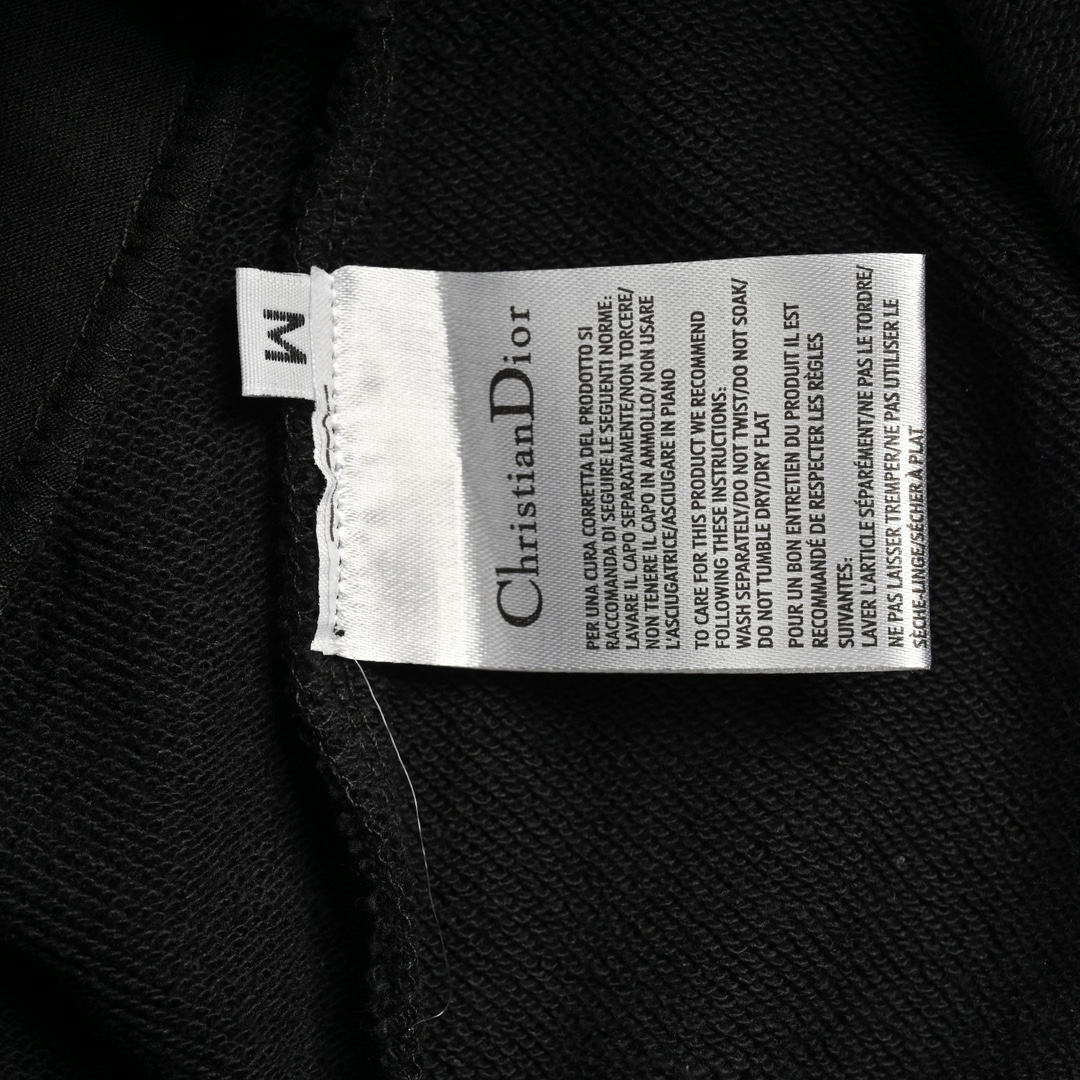 M
ChristianDior
PER UNA CURA CORRETTA DEL PRODOTTO SI
RACCOMANDA DI SEGUIRE LE SEGUENTI NORME:
LAVARE IL CAPO SEPARATAMENTE/NON TORCERE/
NON TENERE IL CAPO IN AMMOLLO/ NON USARE
L'ASCIUGATRICE/ASCIUGARE IN PIANO
TO CARE FOR THIS PRODUCT WE RECOMMEND
FOLLOWING THESE INSTRUCTIONS:
WASH SEPARATELY/DO NOT TWIST/DO NOT SOAK/
DO NOT TUMBLE DRY/DRY FLAT
POUR UN BON ENTRETIEN DU PRODUIT IL EST
RECOMMANDÉ DE RESPECTER LES RÈGLES
SUIVANTES:
LAVER L'ARTICLE SÉPARÉMENT/NE PAS LE TORDRE/
NE PAS LAISSER TREMPER/NE PAS UTILISER LE
SÈCHE-LINGE/SÉCHER À PLAT